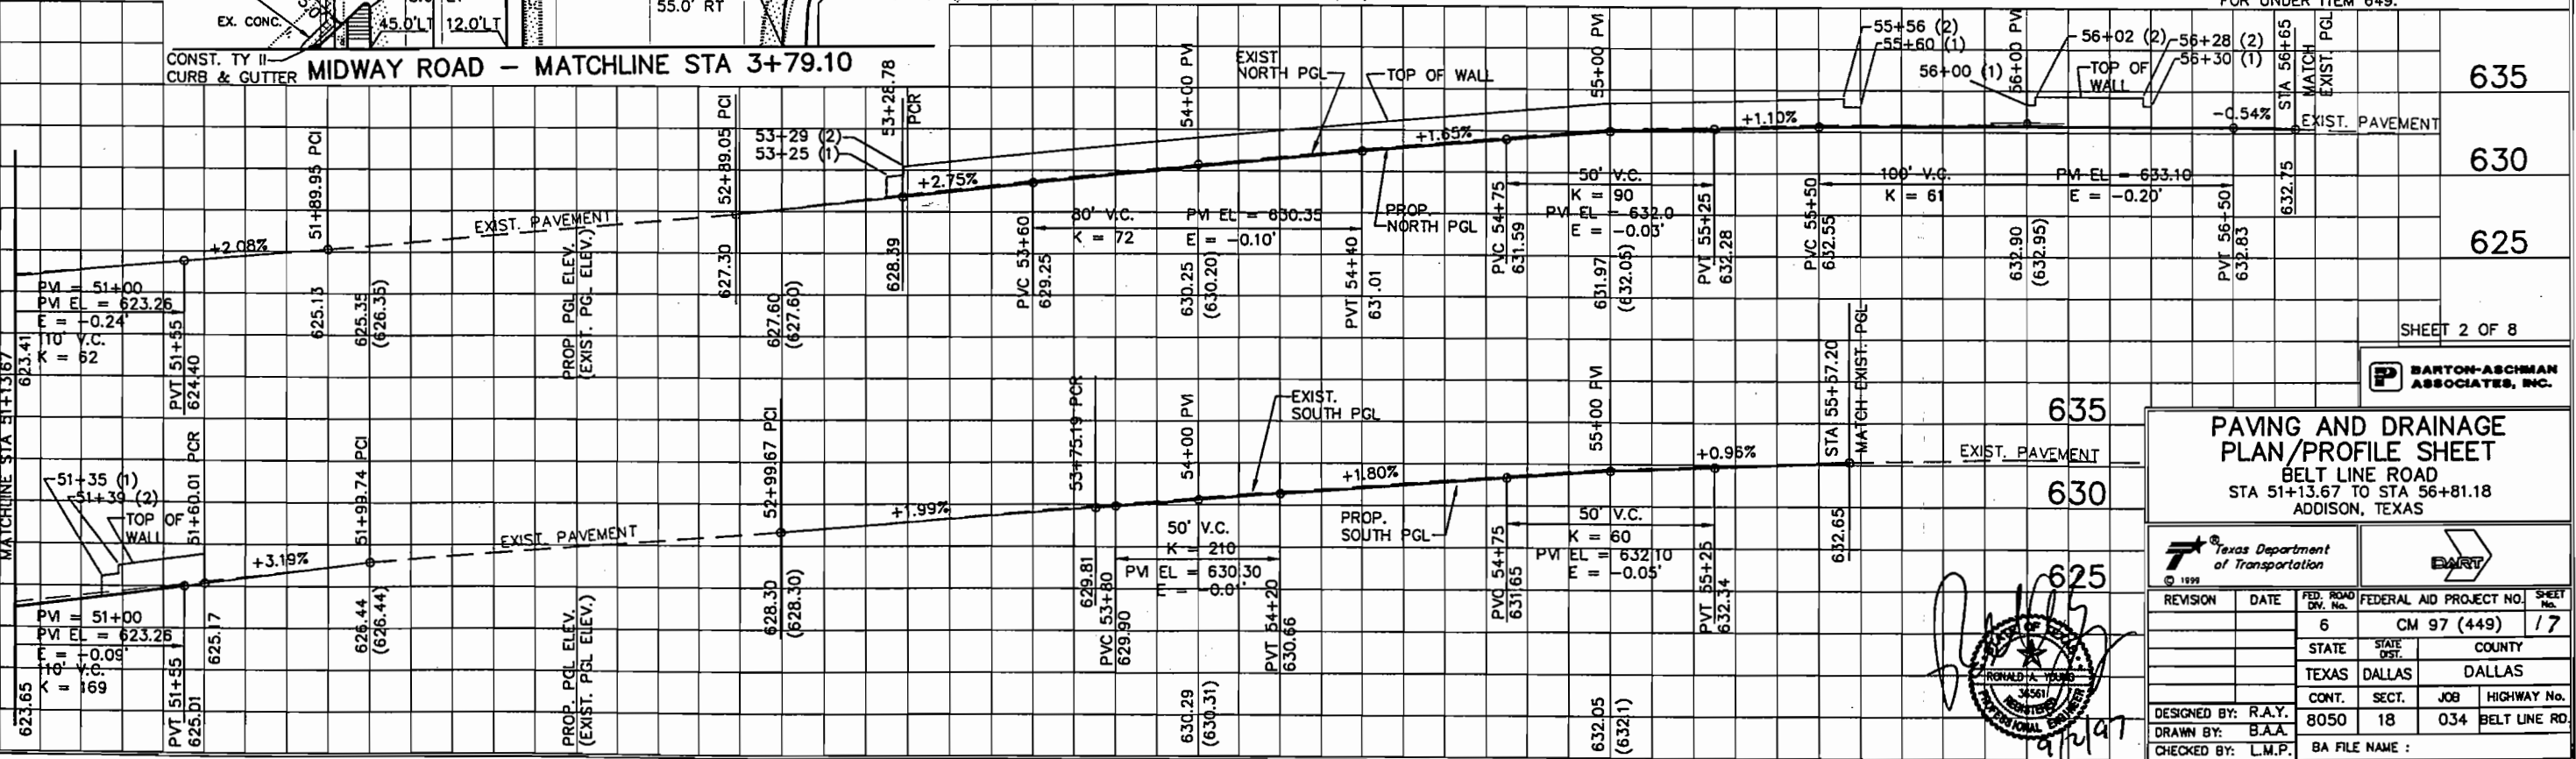 FOR UNDER ITEM 649.
EX. CONC.
45.0'LT
12.0'LT
55.0' RT
CONST. TY II
CURB & GUTTER
MIDWAY ROAD - MATCHLINE STA 3+79.10
51+89.95 PCI
52+89.05 PCI
53+28.78
PCR
53+29 (2)
53+25 (1)
54+00 PVI
EXIST
NORTH PGL
TOP OF WALL
55+00 PVI
55+56 (2)
55+60 (1)
56+00 (1)
56+00 PVI
56+02 (2)
TOP OF
WALL
56+28 (2)
56+30 (1)
STA 56+65
MATCH
EXIST. PGL
635
630
625
+2.08%
EXIST. PAVEMENT
+2.75%
+1.65%
+1.10%
-0.54%
EXIST. PAVEMENT
PVI = 51+00
PVI EL = 623.26
E = -0.24'
110' V.C.
K = 62
MATCHLINE STA 51+13.67
623.41
PVT 51+55
624.40
625.13
625.35
(626.35)
PROP. PGL ELEV.
(EXIST. PGL ELEV.)
627.30
627.60
(627.60)
628.39
PVC 53+60
629.25
80' V.C.
K = 72
PVI EL = 630.35
E = -0.10'
630.25
(630.20)
PVT 54+40
631.01
PROP.
NORTH PGL
PVC 54+75
631.59
50' V.C.
K = 90
PVI EL = 632.0
E = -0.03'
631.97
(632.05)
PVT 55+25
632.28
PVC 55+50
632.55
100' V.C.
K = 61
PVI EL = 633.10
E = -0.20'
632.90
(632.95)
PVT 56+50
632.83
632.75
SHEET 2 OF 8
BARTON-ASCHMAN
ASSOCIATES, INC.
51+35 (1)
51+39 (2)
TOP OF
WALL
51+60.01 PCR
51+99.74 PCI
52+99.67 PCI
53+75.19 PCR
54+00 PVI
EXIST.
SOUTH PGL
55+00 PVI
STA 55+57.20
MATCH EXIST. PGL
635
630
625
+3.19%
EXIST. PAVEMENT
+1.99%
+1.80%
+0.96%
EXIST. PAVEMENT
PVI = 51+00
PVI EL = 623.26
E = -0.09'
110' V.C.
K = 169
623.65
PVT 51+55
625.01
625.17
626.44
(626.44)
PROP. PGL ELEV.
(EXIST. PGL ELEV.)
628.30
(628.30)
629.81
PVC 53+80
629.90
50' V.C.
K = 210
PVI EL = 630.30
630.29
(630.31)
PVT 54+20
630.66
PROP.
SOUTH PGL
PVC 54+75
631.65
50' V.C.
K = 60
PVI EL = 632.10
E = -0.05'
632.05
(632.1)
PVT 55+25
632.34
632.65
STATE OF TEXAS
RONALD A. YOUNG
36561
REGISTERED
PROFESSIONAL ENGINEER
9/2/97
PAVING AND DRAINAGE
PLAN/PROFILE SHEET
BELT LINE ROAD
STA 51+13.67 TO STA 56+81.18
ADDISON, TEXAS
® Texas Department
of Transportation
DART
REVISION DATE
FED. ROAD DIV. No. FEDERAL AID PROJECT NO. SHEET No.
6 CM 97 (449) 17
STATE STATE DIST. COUNTY
TEXAS DALLAS DALLAS
CONT. SECT. JOB HIGHWAY No.
8050 18 034 BELT LINE RD.
DESIGNED BY: R.A.Y.
DRAWN BY: B.A.A.
CHECKED BY: L.M.P.
BA FILE NAME :